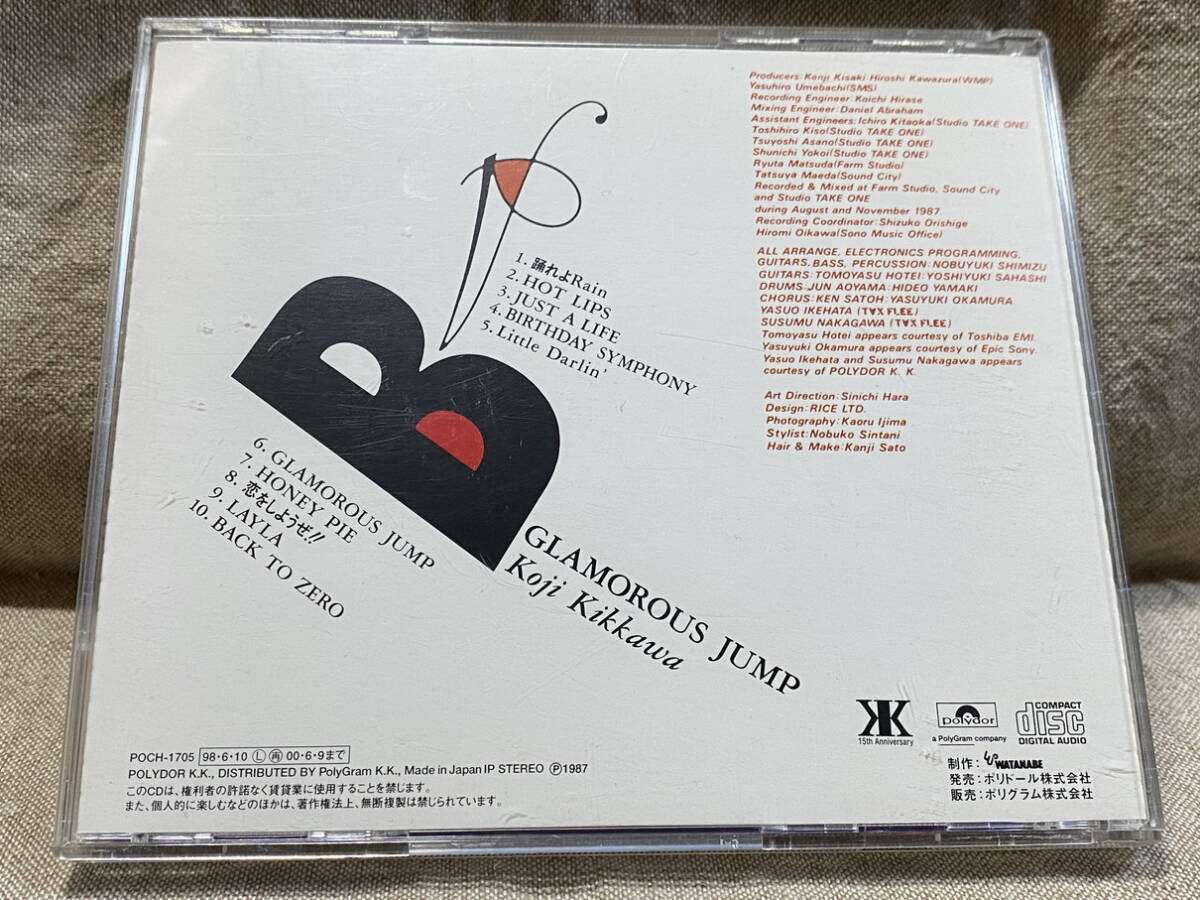 1. 踊れよRain
2. HOT LIPS
3. JUST A LIFE
4. BIRTHDAY SYMPHONY
5. Little Darlin'
6. GLAMOROUS JUMP
7. HONEY PIE
8. 恋をしようぜ!!
9. LAYLA
10. BACK TO ZERO
GLAMOROUS JUMP
Koji Kikkawa
Producers:Kenji Kisaki Hiroshi Kawazura(WMP)
Yasuhiro Umebachi(SMS)
Recording Engineer:Koichi Hirase
Mixing Engineer:Daniel Abraham
Assistant Engineers:Ichiro Kitaoka(Studio TAKE ONE)
Toshihiro Kiso(Studio TAKE ONE)
Tsuyoshi Asano(Studio TAKE ONE)
Shunichi Yokoi(Studio TAKE ONE)
Ryuta Matsuda(Farm Studio)
Tatsuya Maeda(Sound City)
Recorded & Mixed at Farm Studio, Sound City
and Studio TAKE ONE
during August and November 1987.
Recording Coordinator:Shizuko Orishige
Hiromi Oikawa(Sono Music Office)
ALL ARRANGE, ELECTRONICS PROGRAMMING,
GUITARS, BASS, PERCUSSION:NOBUYUKI SHIMIZU
GUITARS:TOMOYASU HOTEI:YOSHIYUKI SAHASHI
DRUMS:JUN AOYAMA:HIDEO YAMAKI
CHORUS:KEN SATOH:YASUYUKI OKAMURA
YASUO IKEHATA (TɐX FLEE)
SUSUMU NAKAGAWA (TɐX FLEE)
Tomoyasu Hotei appears courtesy of Toshiba EMI.
Yasuyuki Okamura appears courtesy of Epic Sony.
Yasuo Ikehata and Susumu Nakagawa appears
courtesy of POLYDOR K. K.
Art Direction:Sinichi Hara
Design:RICE LTD.
Photography:Kaoru Ijima
Stylist:Nobuko Sintani
Hair & Make:Kanji Sato
KK
15th Anniversary
polydor
a PolyGram company
COMPACT
disc
DIGITAL AUDIO
制作: WATANABE
発売:ポリドール株式会社
販売:ポリグラム株式会社
POCH-1705 98·6·10 Ⓛ㊞ 00·6·9まで
POLYDOR K.K., DISTRIBUTED BY PolyGram K.K., Made in Japan IP STEREO Ⓟ1987
このCDは、権利者の許諾なく賃貸業に使用することを禁じます。
また、個人的に楽しむなどのほかは、著作権法上、無断複製は禁じられています。